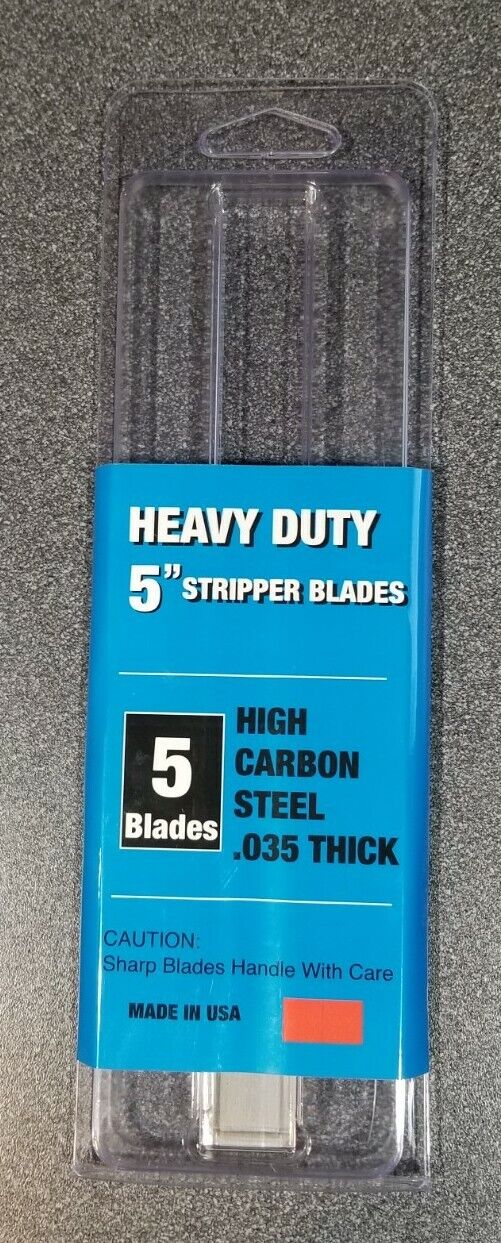 HEAVY DUTY
5” STRIPPER BLADES
5
Blades
HIGH
CARBON
STEEL
.035 THICK
CAUTION:
Sharp Blades Handle With Care
MADE IN USA